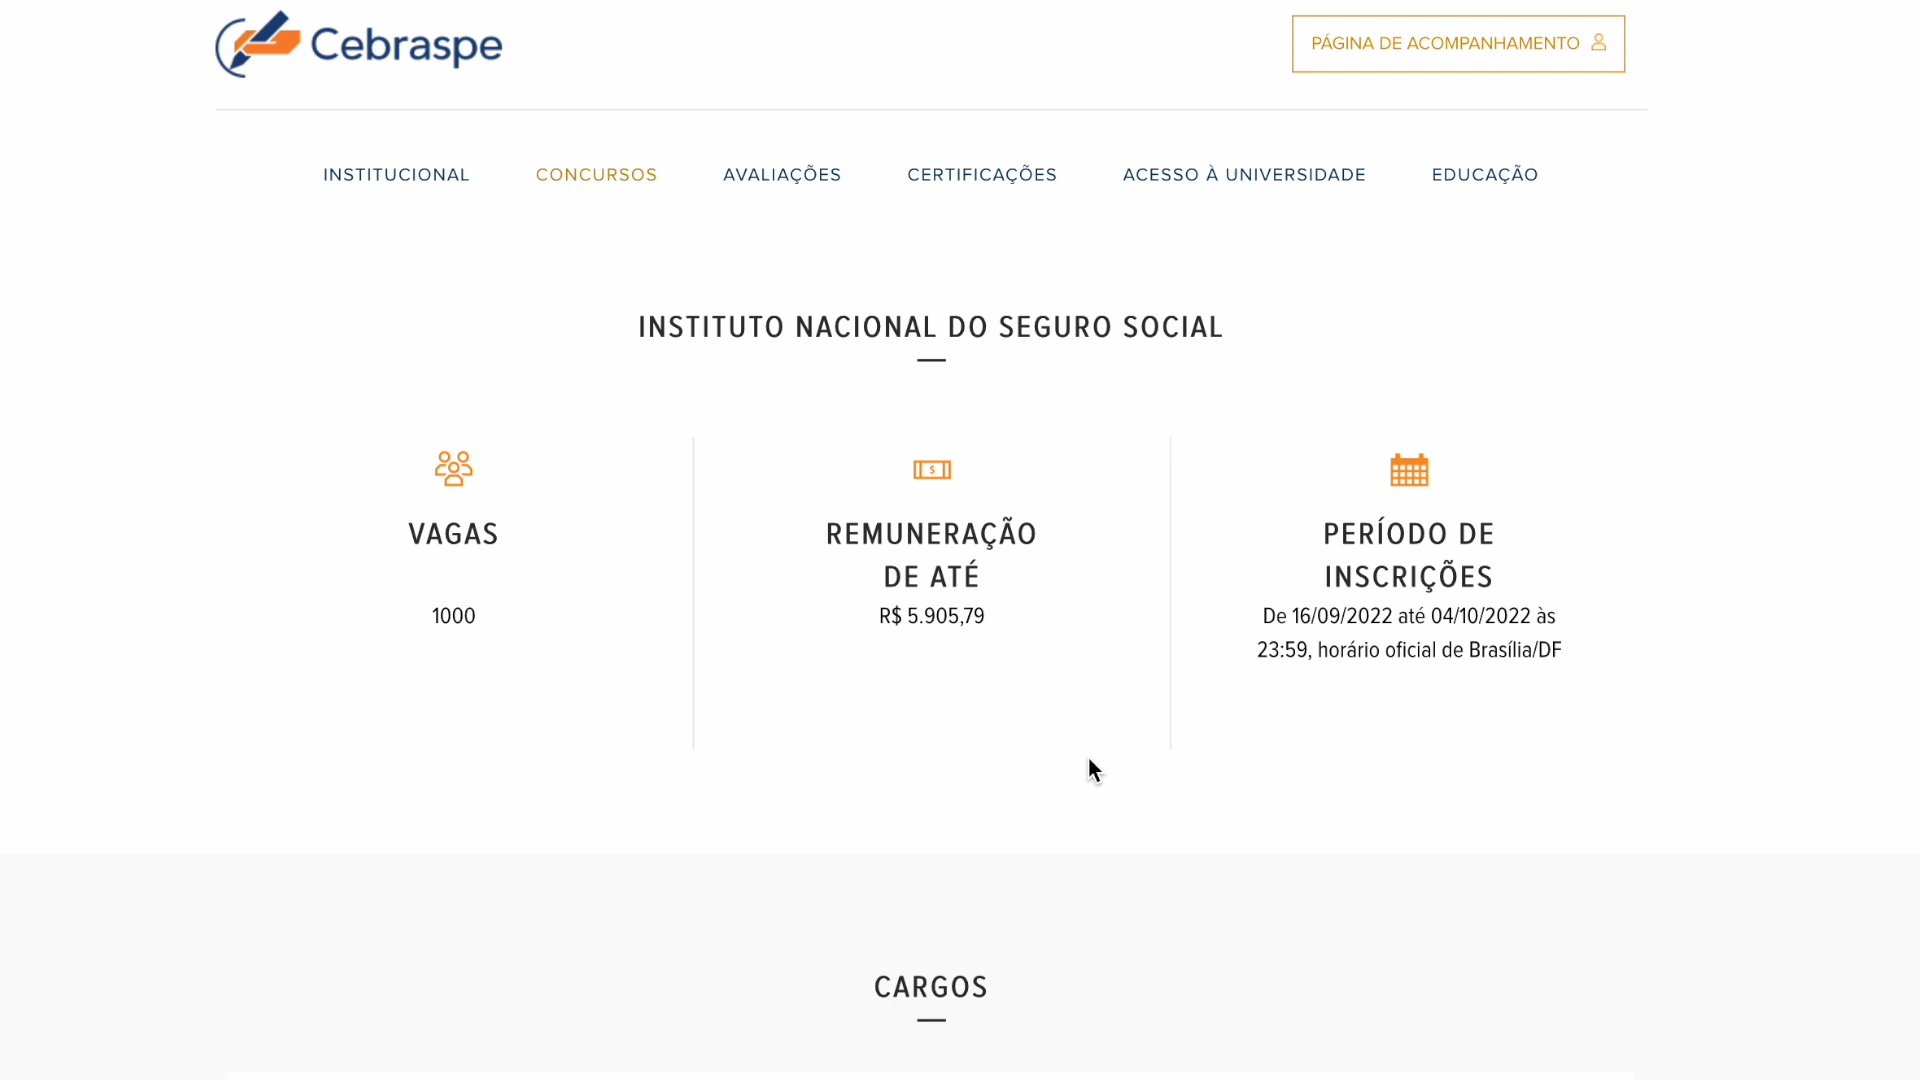 Cebraspe
PÁGINA DE ACOMPANHAMENTO
INSTITUCIONAL
CONCURSOS
AVALIAÇÕES
CERTIFICAÇÕES
ACESSO À UNIVERSIDADE
EDUCAÇÃO
INSTITUTO NACIONAL DO SEGURO SOCIAL
VAGAS
1000
REMUNERAÇÃO
DE ATÉ
R$ 5.905,79
PERÍODO DE
INSCRIÇÕES
De 16/09/2022 até 04/10/2022 às
23:59, horário oficial de Brasília/DF
CARGOS